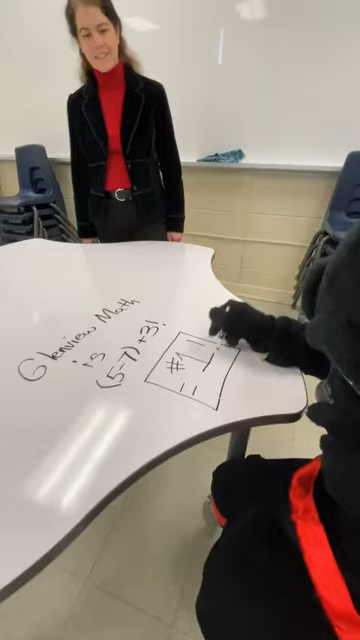 Glenview Math
is
(5-7)+3!
= #1!